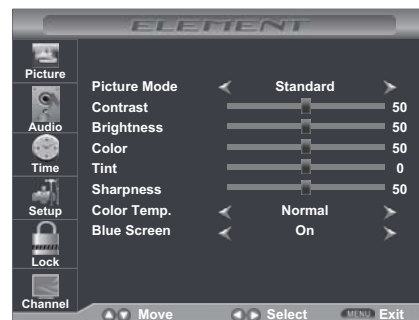 ELEMENT
Picture
Audio
Time
Setup
Lock
Channel
Picture Mode Standard
Contrast 50
Brightness 50
Color 50
Tint 0
Sharpness 50
Color Temp. Normal
Blue Screen On
Move Select MENU Exit